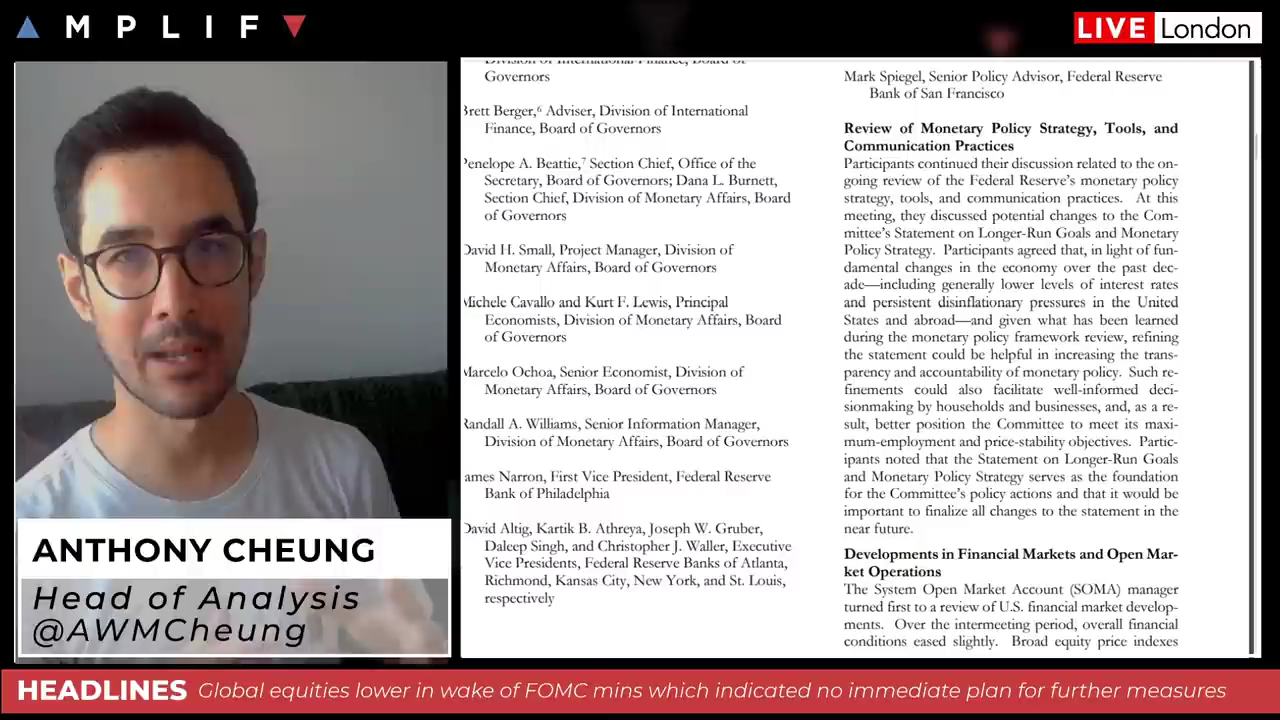 AMPLIFY
LIVE London
Division of International Finance, Board of
Governors
Brett Berger,⁶ Adviser, Division of International
Finance, Board of Governors
Penelope A. Beattie,⁷ Section Chief, Office of the
Secretary, Board of Governors; Dana L. Burnett,
Section Chief, Division of Monetary Affairs, Board
of Governors
David H. Small, Project Manager, Division of
Monetary Affairs, Board of Governors
Michele Cavallo and Kurt F. Lewis, Principal
Economists, Division of Monetary Affairs, Board
of Governors
Marcelo Ochoa, Senior Economist, Division of
Monetary Affairs, Board of Governors
Randall A. Williams, Senior Information Manager,
Division of Monetary Affairs, Board of Governors
James Narron, First Vice President, Federal Reserve
Bank of Philadelphia
David Altig, Kartik B. Athreya, Joseph W. Gruber,
Daleep Singh, and Christopher J. Waller, Executive
Vice Presidents, Federal Reserve Banks of Atlanta,
Richmond, Kansas City, New York, and St. Louis,
respectively
Mark Spiegel, Senior Policy Advisor, Federal Reserve
Bank of San Francisco
Review of Monetary Policy Strategy, Tools, and
Communication Practices
Participants continued their discussion related to the on-
going review of the Federal Reserve's monetary policy
strategy, tools, and communication practices. At this
meeting, they discussed potential changes to the Com-
mittee's Statement on Longer-Run Goals and Monetary
Policy Strategy. Participants agreed that, in light of fun-
damental changes in the economy over the past dec-
ade—including generally lower levels of interest rates
and persistent disinflationary pressures in the United
States and abroad—and given what has been learned
during the monetary policy framework review, refining
the statement could be helpful in increasing the trans-
parency and accountability of monetary policy. Such re-
finements could also facilitate well-informed deci-
sionmaking by households and businesses, and, as a re-
sult, better position the Committee to meet its maxi-
mum-employment and price-stability objectives. Partic-
ipants noted that the Statement on Longer-Run Goals
and Monetary Policy Strategy serves as the foundation
for the Committee's policy actions and that it would be
important to finalize all changes to the statement in the
near future.
Developments in Financial Markets and Open Mar-
ket Operations
The System Open Market Account (SOMA) manager
turned first to a review of U.S. financial market develop-
ments. Over the intermeeting period, overall financial
conditions eased slightly. Broad equity price indexes
ANTHONY CHEUNG
Head of Analysis
@AWMCheung
HEADLINES Global equities lower in wake of FOMC mins which indicated no immediate plan for further measures